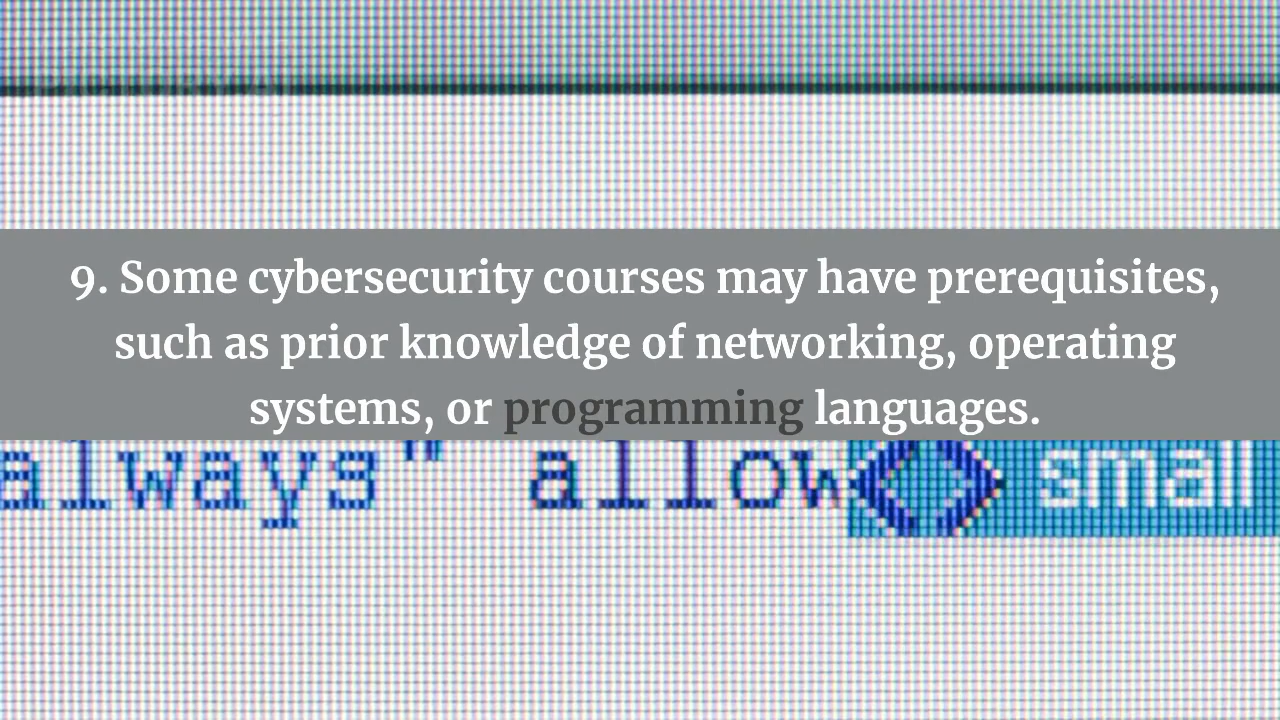 9. Some cybersecurity courses may have prerequisites,
such as prior knowledge of networking, operating
systems, or programming languages.
always" allow<> small